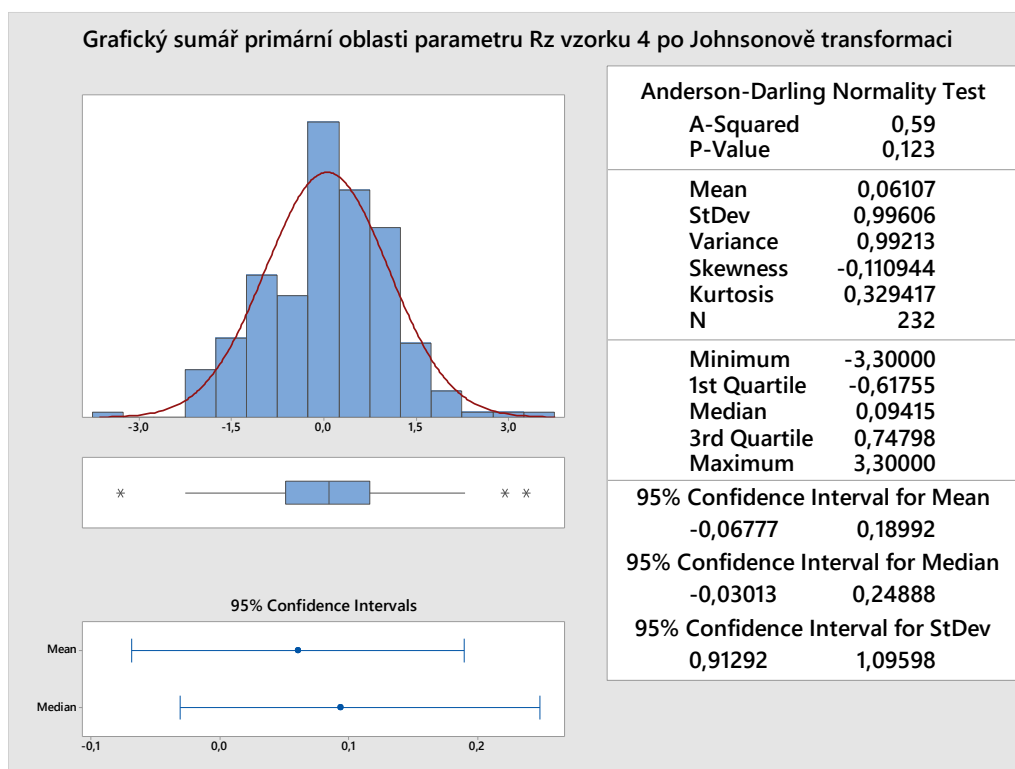 Grafický sumář primární oblasti parametru Rz vzorku 4 po Johnsonově transformaci
-3,0 -1,5 0,0 1,5 3,0
95% Confidence Intervals
Mean
Median
-0,1 0,0 0,1 0,2
Anderson-Darling Normality Test
A-Squared 0,59
P-Value 0,123
Mean 0,06107
StDev 0,99606
Variance 0,99213
Skewness -0,110944
Kurtosis 0,329417
N 232
Minimum -3,30000
1st Quartile -0,61755
Median 0,09415
3rd Quartile 0,74798
Maximum 3,30000
95% Confidence Interval for Mean
-0,06777 0,18992
95% Confidence Interval for Median
-0,03013 0,24888
95% Confidence Interval for StDev
0,91292 1,09598